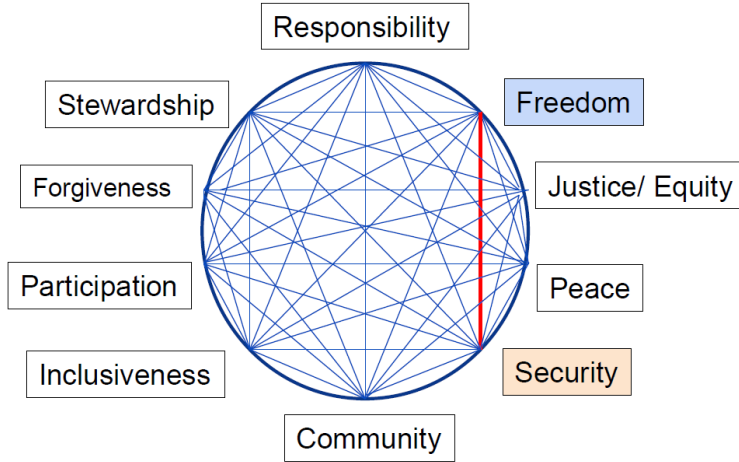 Responsibility
Stewardship
Freedom
Forgiveness
Justice/ Equity
Participation
Peace
Inclusiveness
Security
Community